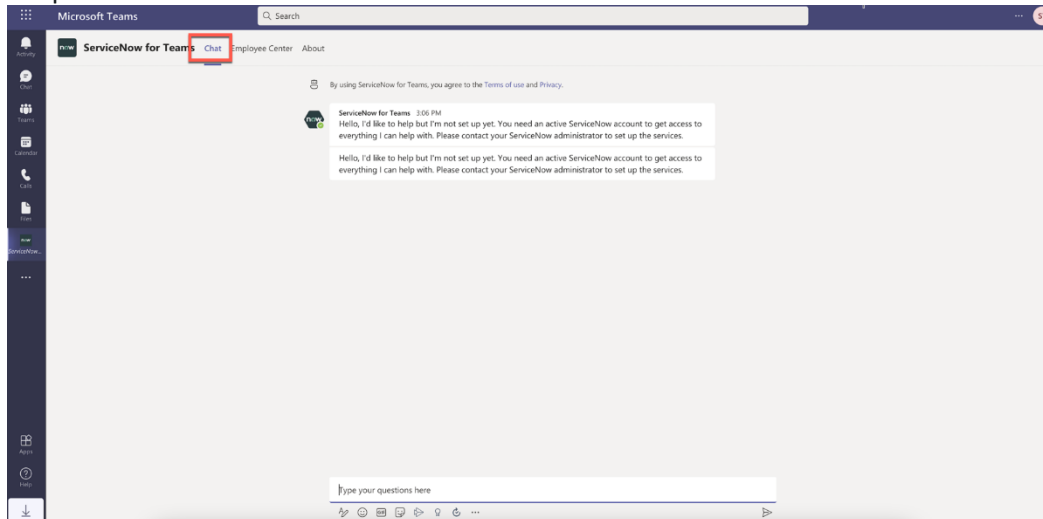 Microsoft Teams
Search
...
Activity
Chat
Teams
Calendar
Calls
Files
now
ServiceNow...
...
Apps
Help
now
ServiceNow for Teams Chat Employee Center About
By using ServiceNow for Teams, you agree to the Terms of use and Privacy.
now
ServiceNow for Teams 3:06 PM
Hello, I'd like to help but I'm not set up yet. You need an active ServiceNow account to get access to
everything I can help with. Please contact your ServiceNow administrator to set up the services.
Hello, I'd like to help but I'm not set up yet. You need an active ServiceNow account to get access to
everything I can help with. Please contact your ServiceNow administrator to set up the services.
Type your questions here
GIF
...